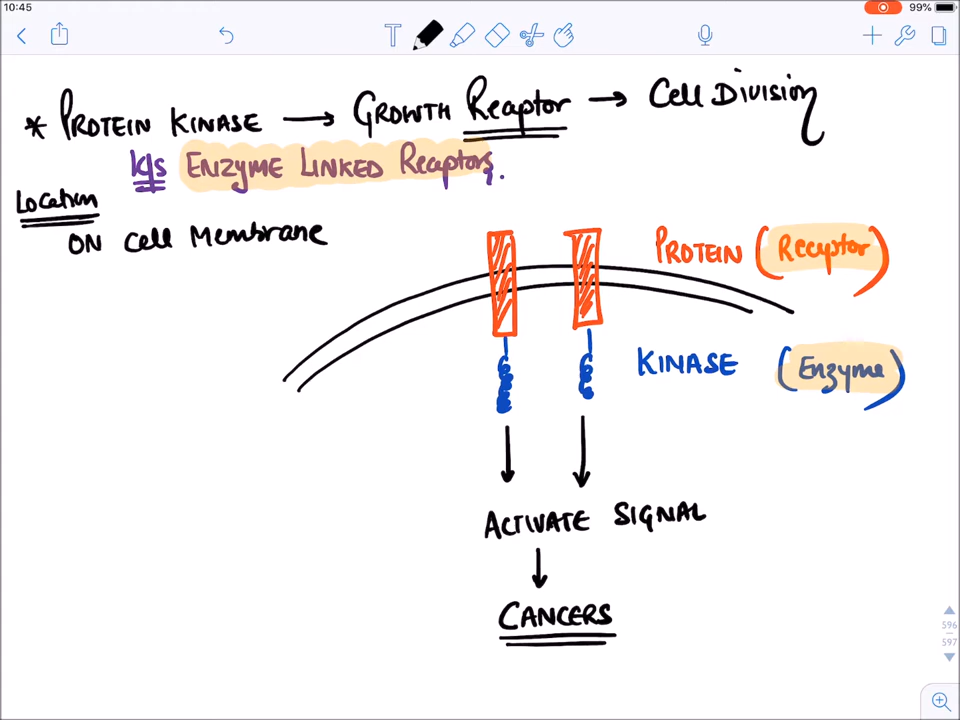 10:45
99%
T
* PROTEIN KINASE → GROWTH Receptor → Cell Division
k/s ENZYME LINKED Receptors.
Location
ON Cell Membrane
PROTEIN (Receptor)
KINASE (Enzyme)
ACTIVATE SIGNAL
CANCERS
596
597